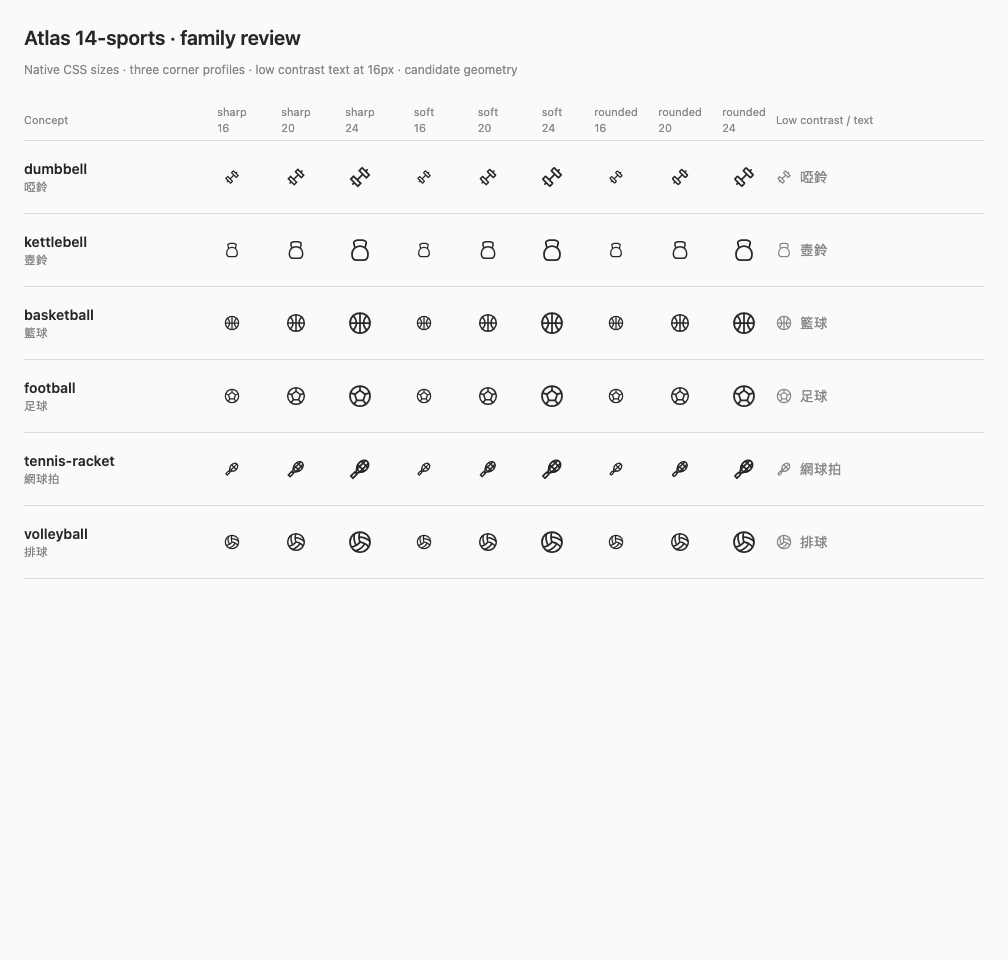 Atlas 14-sports · family review
Native CSS sizes · three corner profiles · low contrast text at 16px · candidate geometry
Concept sharp 16 sharp 20 sharp 24 soft 16 soft 20 soft 24 rounded 16 rounded 20 rounded 24 Low contrast / text
dumbbell
啞鈴
啞鈴
kettlebell
壺鈴
壺鈴
basketball
籃球
籃球
football
足球
足球
tennis-racket
網球拍
網球拍
volleyball
排球
排球